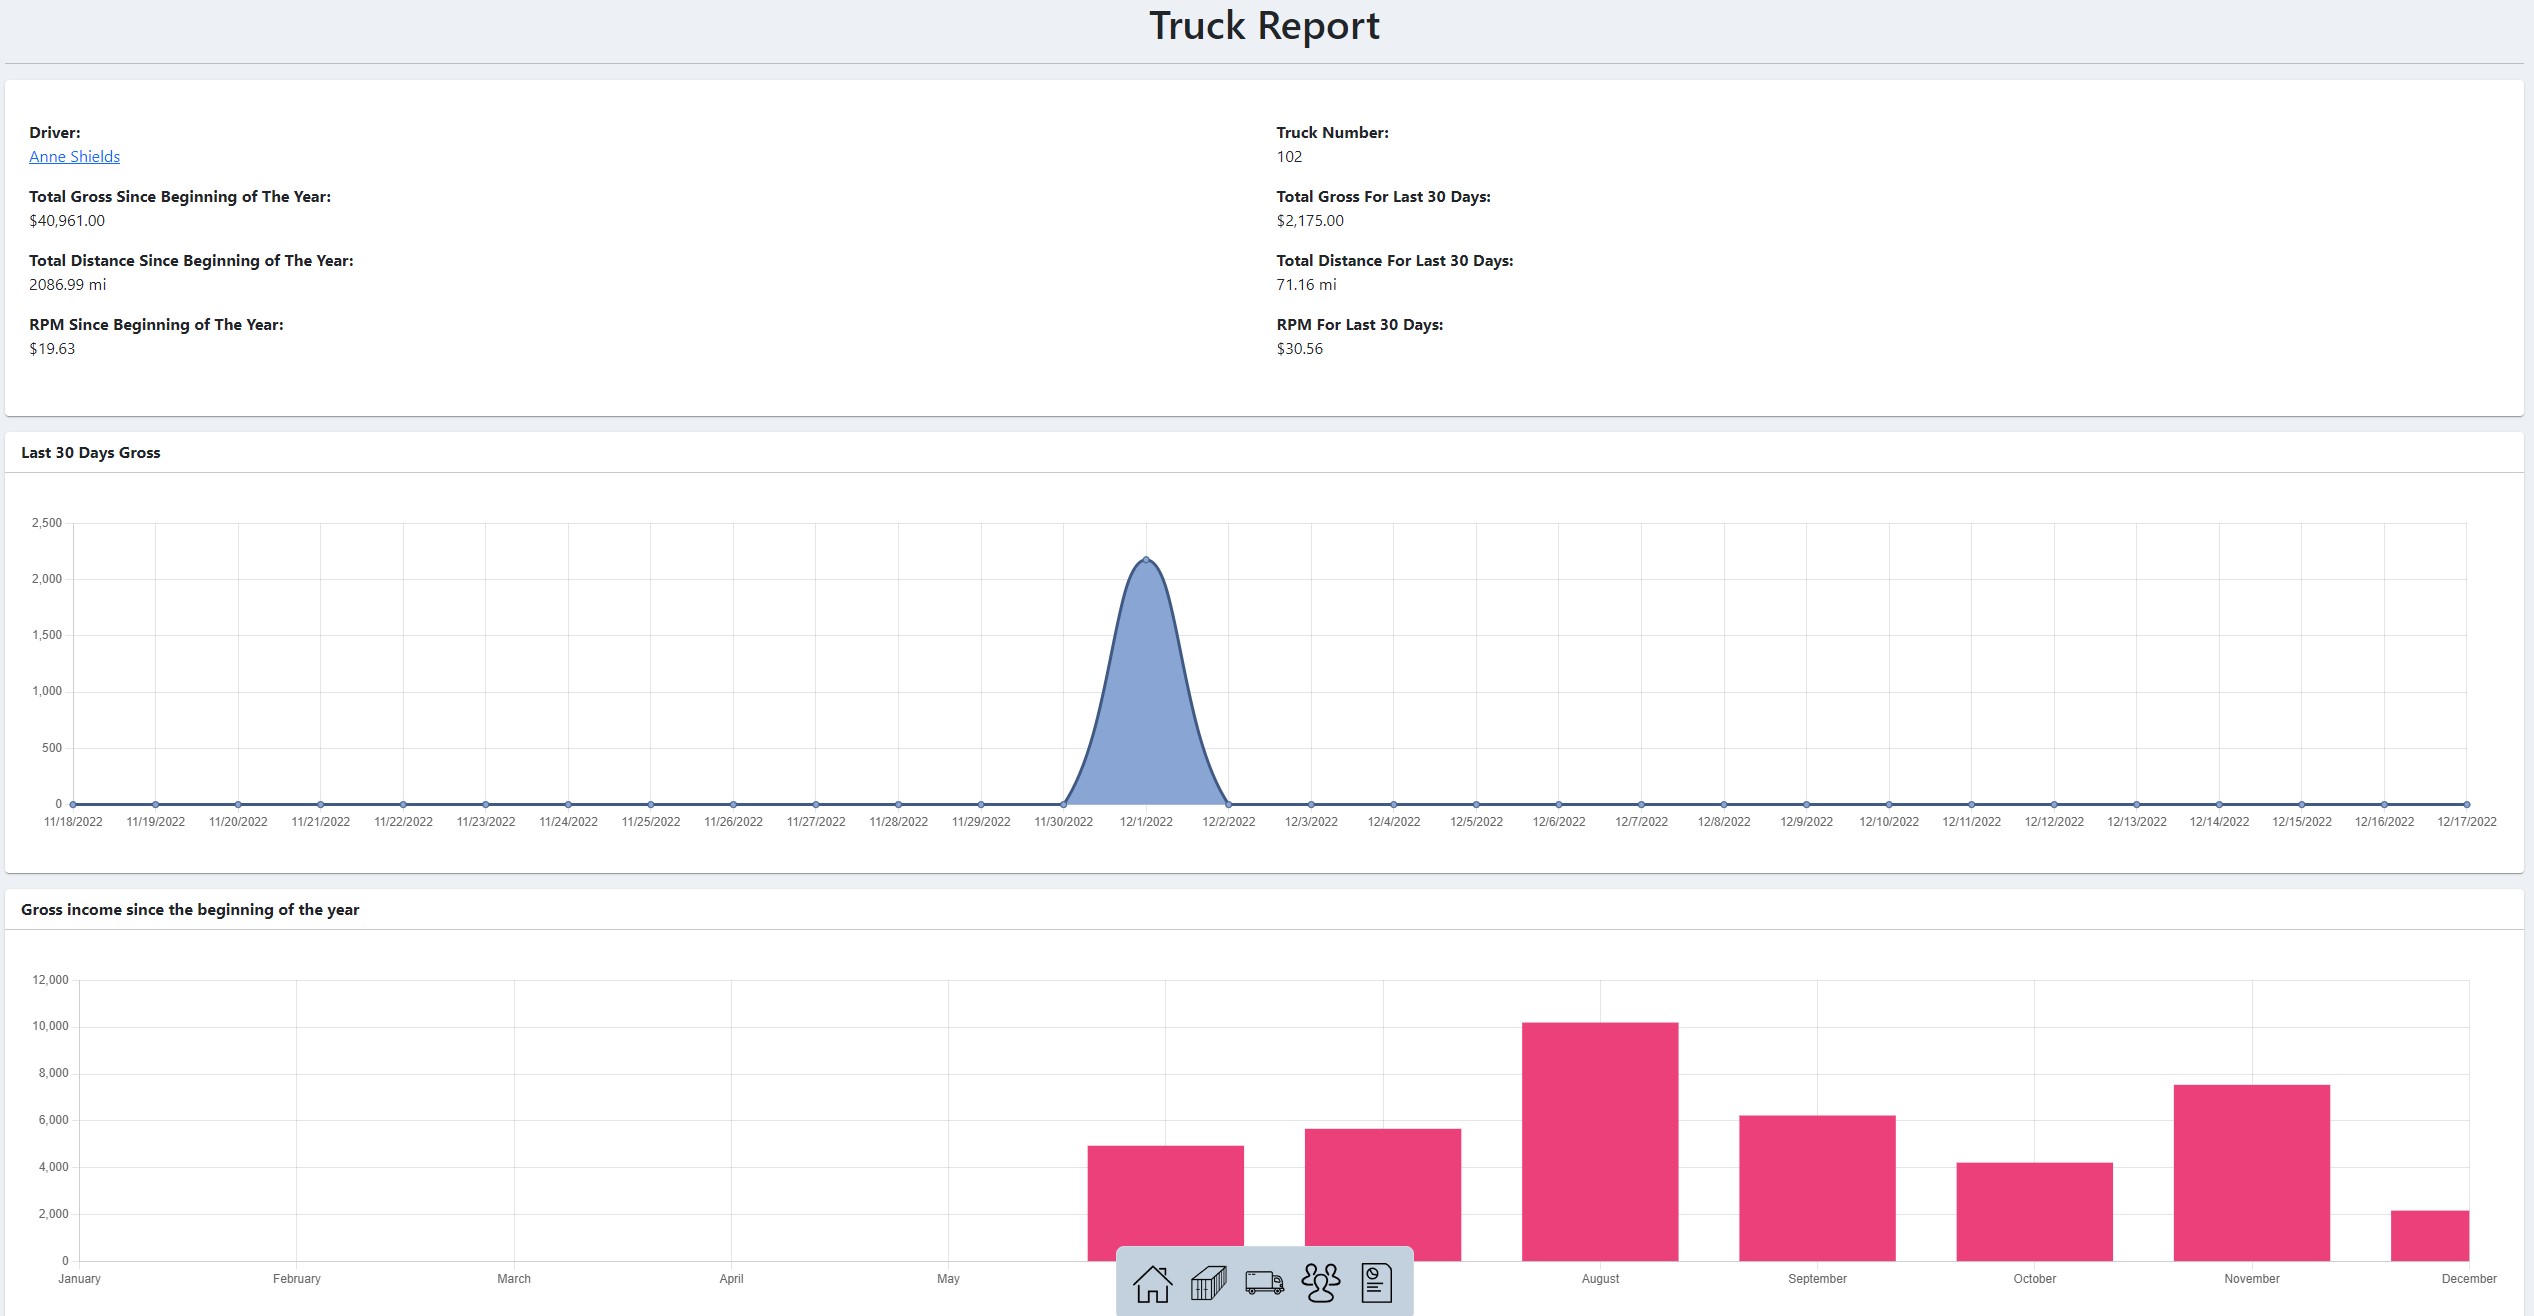 Truck Report
Driver:
Anne Shields
Truck Number:
102
Total Gross Since Beginning of The Year:
$40,961.00
Total Gross For Last 30 Days:
$2,175.00
Total Distance Since Beginning of The Year:
2086.99 mi
Total Distance For Last 30 Days:
71.16 mi
RPM Since Beginning of The Year:
$19.63
RPM For Last 30 Days:
$30.56
Last 30 Days Gross
2,500
2,000
1,500
1,000
500
0
11/18/2022 11/19/2022 11/20/2022 11/21/2022 11/22/2022 11/23/2022 11/24/2022 11/25/2022 11/26/2022 11/27/2022 11/28/2022 11/29/2022 11/30/2022 12/1/2022 12/2/2022 12/3/2022 12/4/2022 12/5/2022 12/6/2022 12/7/2022 12/8/2022 12/9/2022 12/10/2022 12/11/2022 12/12/2022 12/13/2022 12/14/2022 12/15/2022 12/16/2022 12/17/2022
Gross income since the beginning of the year
12,000
10,000
8,000
6,000
4,000
2,000
0
January February March April May August September October November December